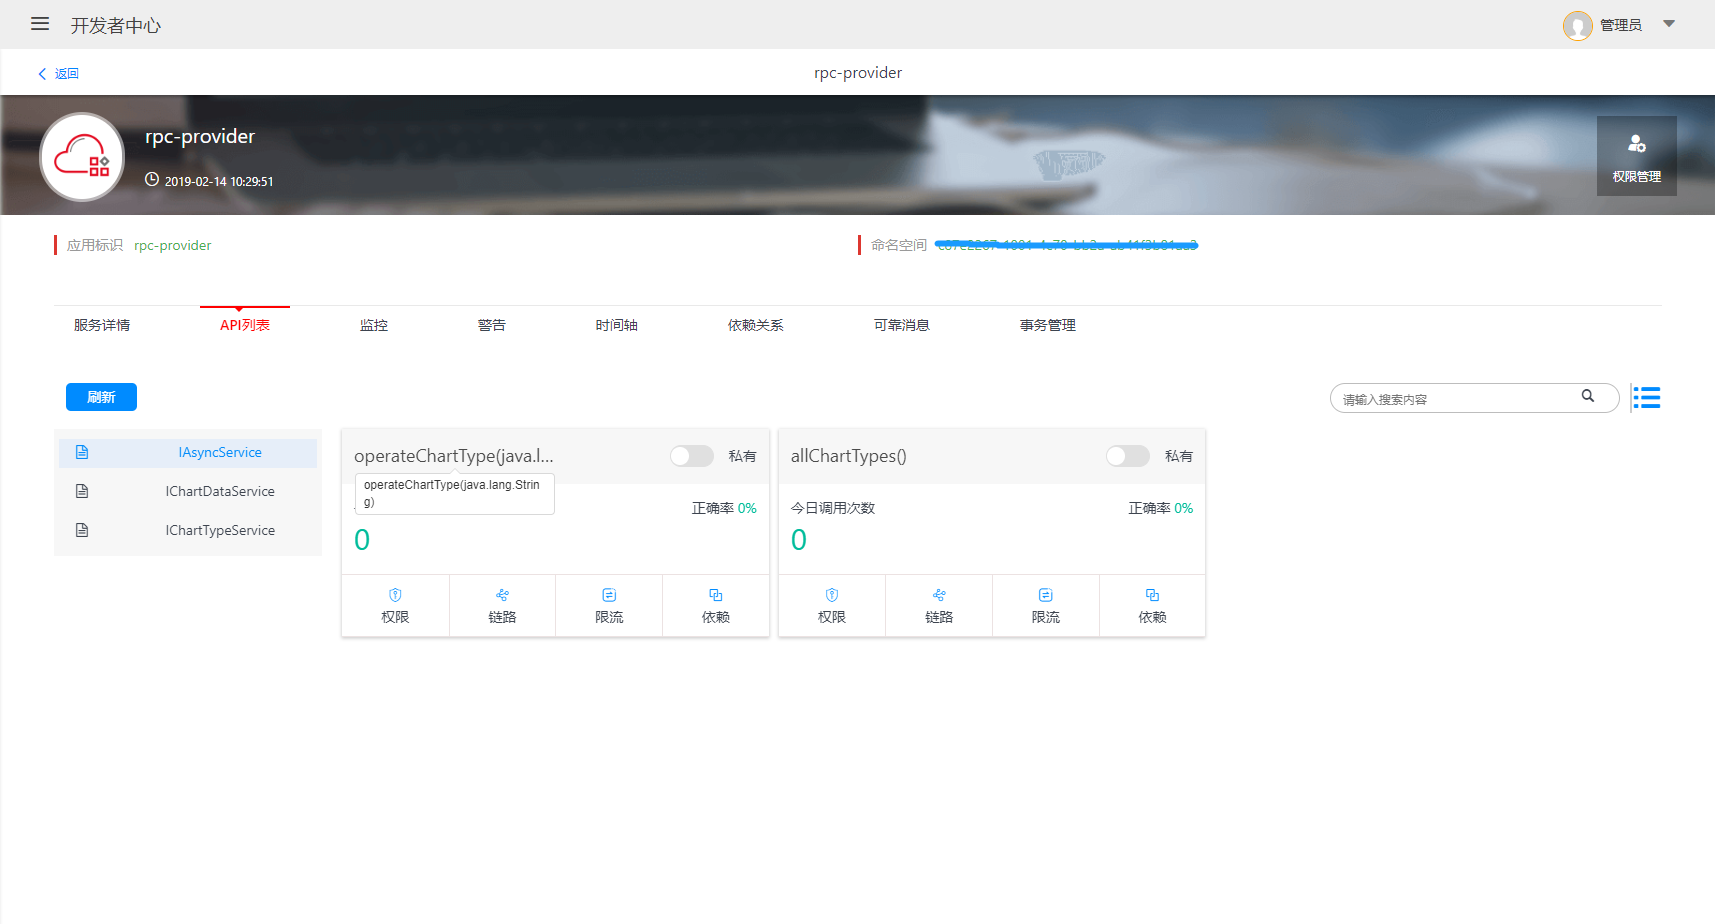 开发者中心
管理员
返回
rpc-provider
rpc-provider
2019-02-14 10:29:51
权限管理
应用标识 rpc-provider
命名空间
服务详情 API列表 监控 警告 时间轴 依赖关系 可靠消息 事务管理
刷新
请输入搜索内容
IAsyncService
IChartDataService
IChartTypeService
operateChartType(java.l...
私有
operateChartType(java.lang.Strin
g)
正确率 0%
0
权限 链路 限流 依赖
allChartTypes()
私有
今日调用次数
正确率 0%
0
权限 链路 限流 依赖